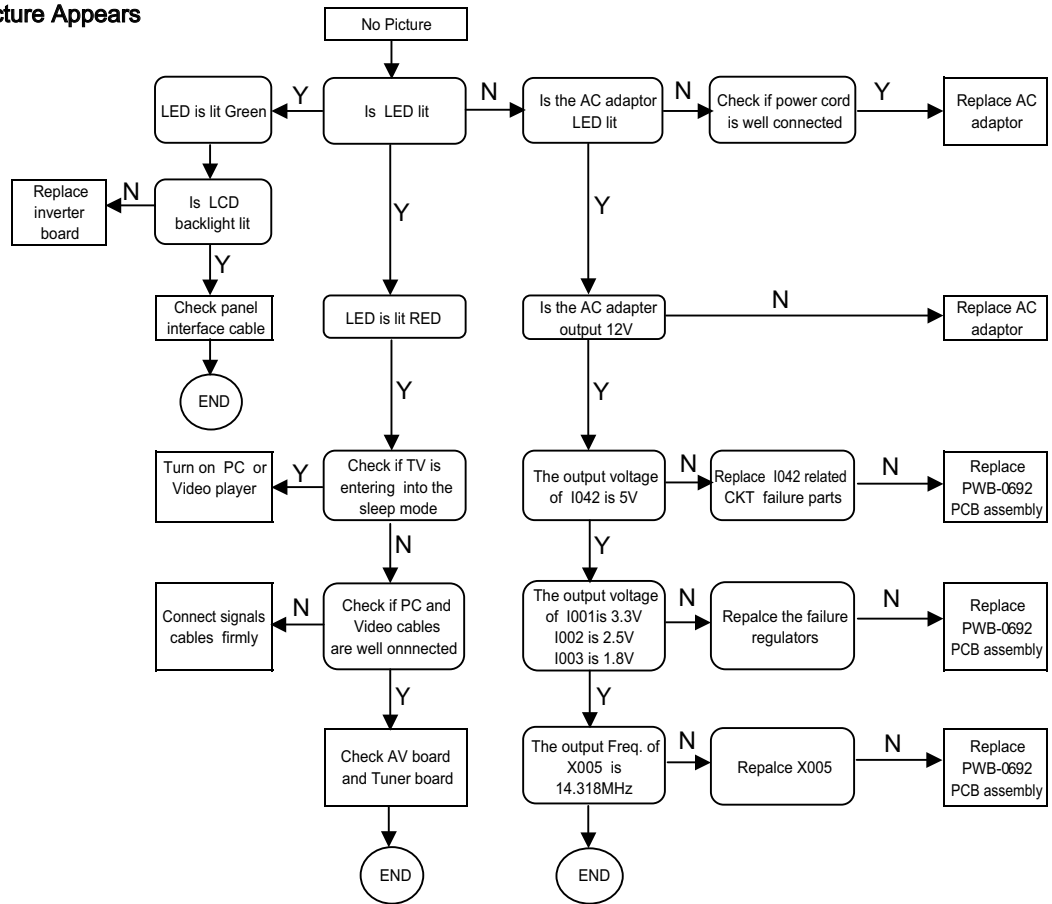 cture Appears
No Picture
LED is lit Green
Y
Is LED lit
N
Is the AC adaptor
LED lit
N
Check if power cord
is well connected
Y
Replace AC
adaptor
Replace
inverter
board
N
Is LCD
backlight lit
Y
Y
Y
Check panel
interface cable
LED is lit RED
Is the AC adapter
output 12V
N
Replace AC
adaptor
END
Y
Y
Turn on PC or
Video player
Y
Check if TV is
entering into the
sleep mode
The output voltage
of I042 is 5V
N
Replace I042 related
CKT failure parts
N
Replace
PWB-0692
PCB assembly
N
Y
Connect signals
cables firmly
N
Check if PC and
Video cables
are well onnnected
The output voltage
of I001is 3.3V
I002 is 2.5V
I003 is 1.8V
N
Repalce the failure
regulators
N
Replace
PWB-0692
PCB assembly
Y
Y
Check AV board
and Tuner board
The output Freq. of
X005 is
14.318MHz
N
Repalce X005
N
Replace
PWB-0692
PCB assembly
END
END